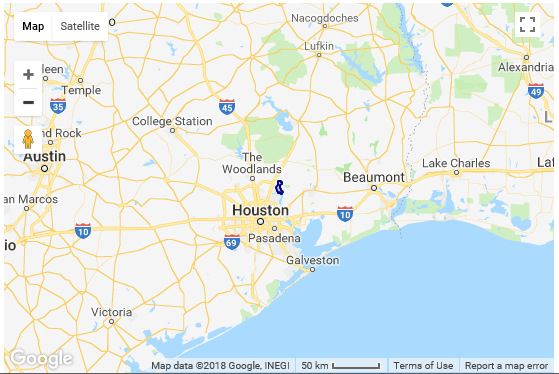 Map
Satellite
Nacogdoches
Lufkin
Alexandria
leen
Temple
35
45
49
College Station
nd Rock
Austin
The
Woodlands
Lake Charles
Laf
Beaumont
an Marcos
Houston
10
10
io
69
Pasadena
Galveston
Victoria
Google
Map data ©2018 Google, INEGI
50 km
Terms of Use
Report a map error